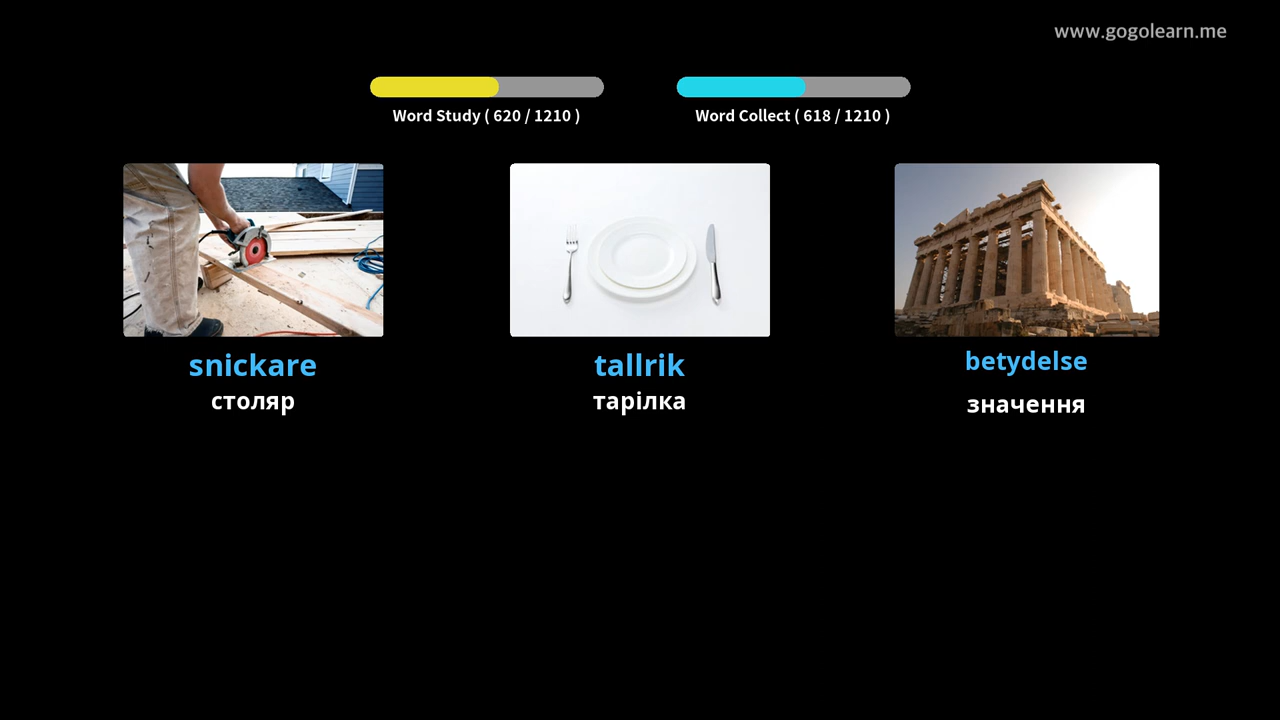 www.gogolearn.me
Word Study ( 620 / 1210 )
Word Collect ( 618 / 1210 )
snickare
столяр
tallrik
тарілка
betydelse
значення